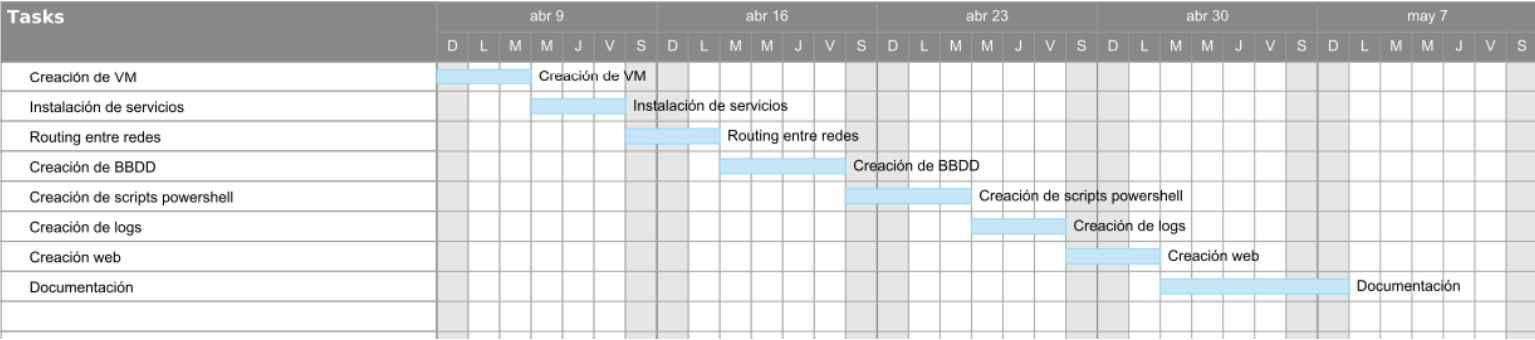 Tasks abr 9 abr 16 abr 23 abr 30 may 7
D L M M J V S D L M M J V S D L M M J V S D L M M J V S D L M M J V S
Creación de VM Creación de VM
Instalación de servicios Instalación de servicios
Routing entre redes Routing entre redes
Creación de BBDD Creación de BBDD
Creación de scripts powershell Creación de scripts powershell
Creación de logs Creación de logs
Creación web Creación web
Documentación Documentación